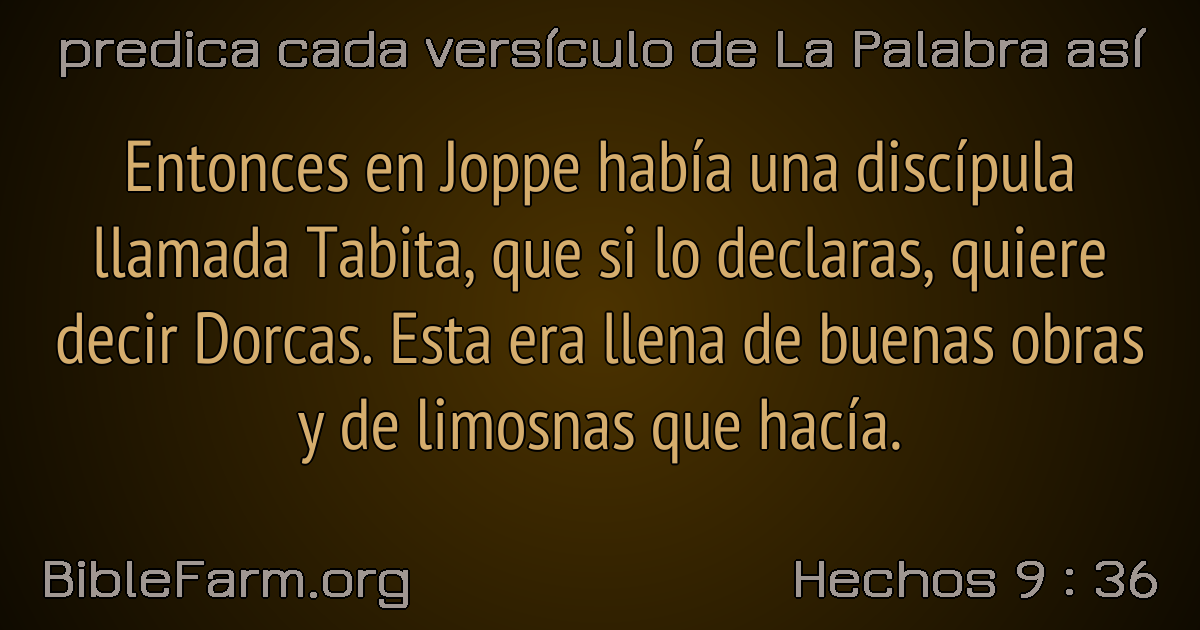 predica cada versículo de La Palabra así
Entonces en Joppe había una discípula
llamada Tabita, que si lo declaras, quiere
decir Dorcas. Esta era llena de buenas obras
y de limosnas que hacía.
BibleFarm.org
Hechos 9 : 36